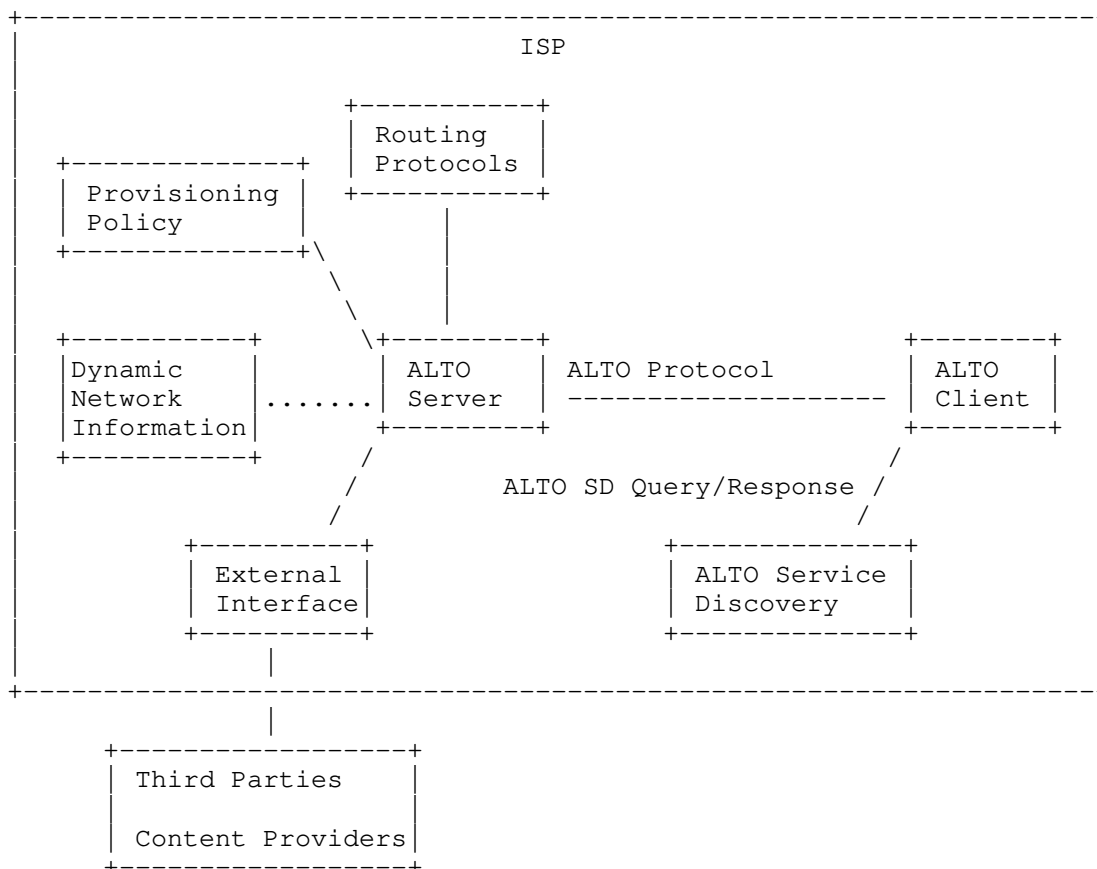 ISP
Routing
Protocols
Provisioning
Policy
Dynamic
Network
Information
ALTO
Server
ALTO Protocol
ALTO
Client
ALTO SD Query/Response
External
Interface
ALTO Service
Discovery
Third Parties
Content Providers